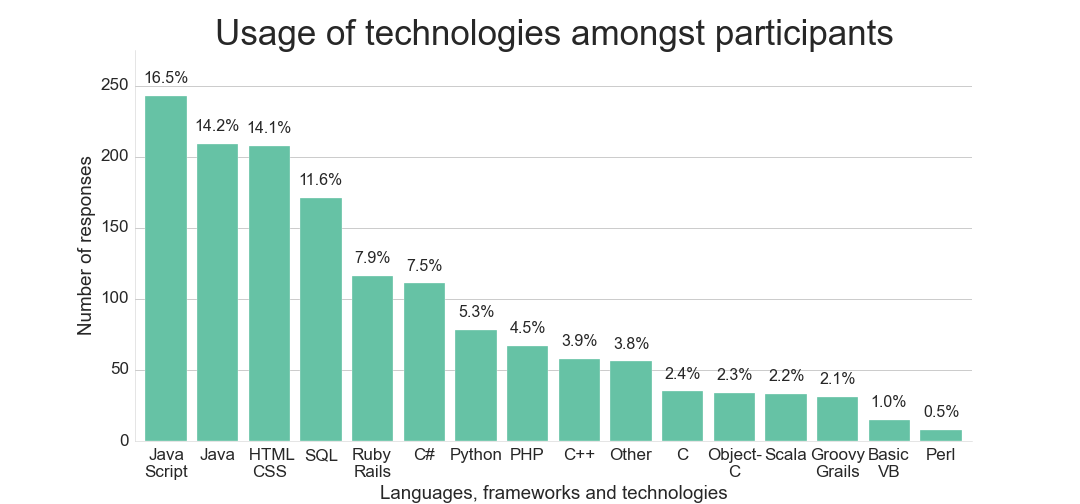 Usage of technologies amongst participants
Number of responses
250
200
150
100
50
0
16.5%
14.2%
14.1%
11.6%
7.9%
7.5%
5.3%
4.5%
3.9%
3.8%
2.4%
2.3%
2.2%
2.1%
1.0%
0.5%
Java
Script
Java
HTML
CSS
SQL
Ruby
Rails
C#
Python
PHP
C++
Other
C
Object-
C
Scala
Groovy
Grails
Basic
VB
Perl
Languages, frameworks and technologies